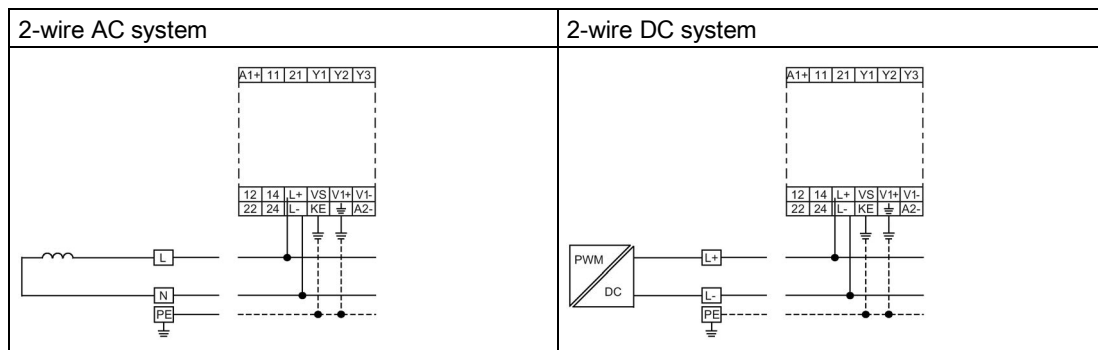 2-wire AC system
2-wire DC system
A1+ 11 21 Y1 Y2 Y3
12 14 L+ VS V1+ V1-
22 24 L- KE A2-
L
N
PE
A1+ 11 21 Y1 Y2 Y3
12 14 L+ VS V1+ V1-
22 24 L- KE A2-
PWM
DC
L+
L-
PE